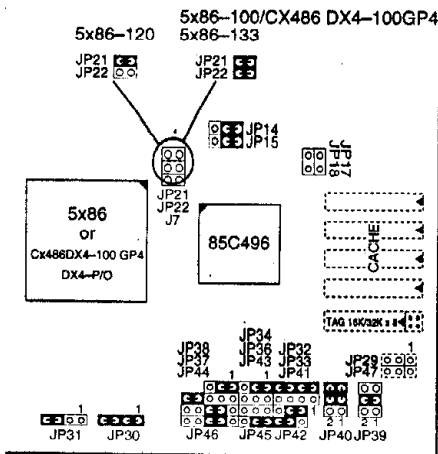 5x86–100/CX486 DX4–100GP4
5x86–120 5x86–133
JP21 JP21
JP22 JP22
4
JP14
JP15
JP17
JP18
JP21
JP22
J7
5x86
or
Cx486DX4–100 GP4
DX4–P/O
85C496
CACHE
TAG 16K/32K x 8
JP34
JP38 JP36 JP32
JP37 JP43 JP33
JP44 JP41
JP29
JP47
1
1 1
1 1 1
JP31 JP30 JP46 JP45 JP42
2 1 2 1
JP40 JP39